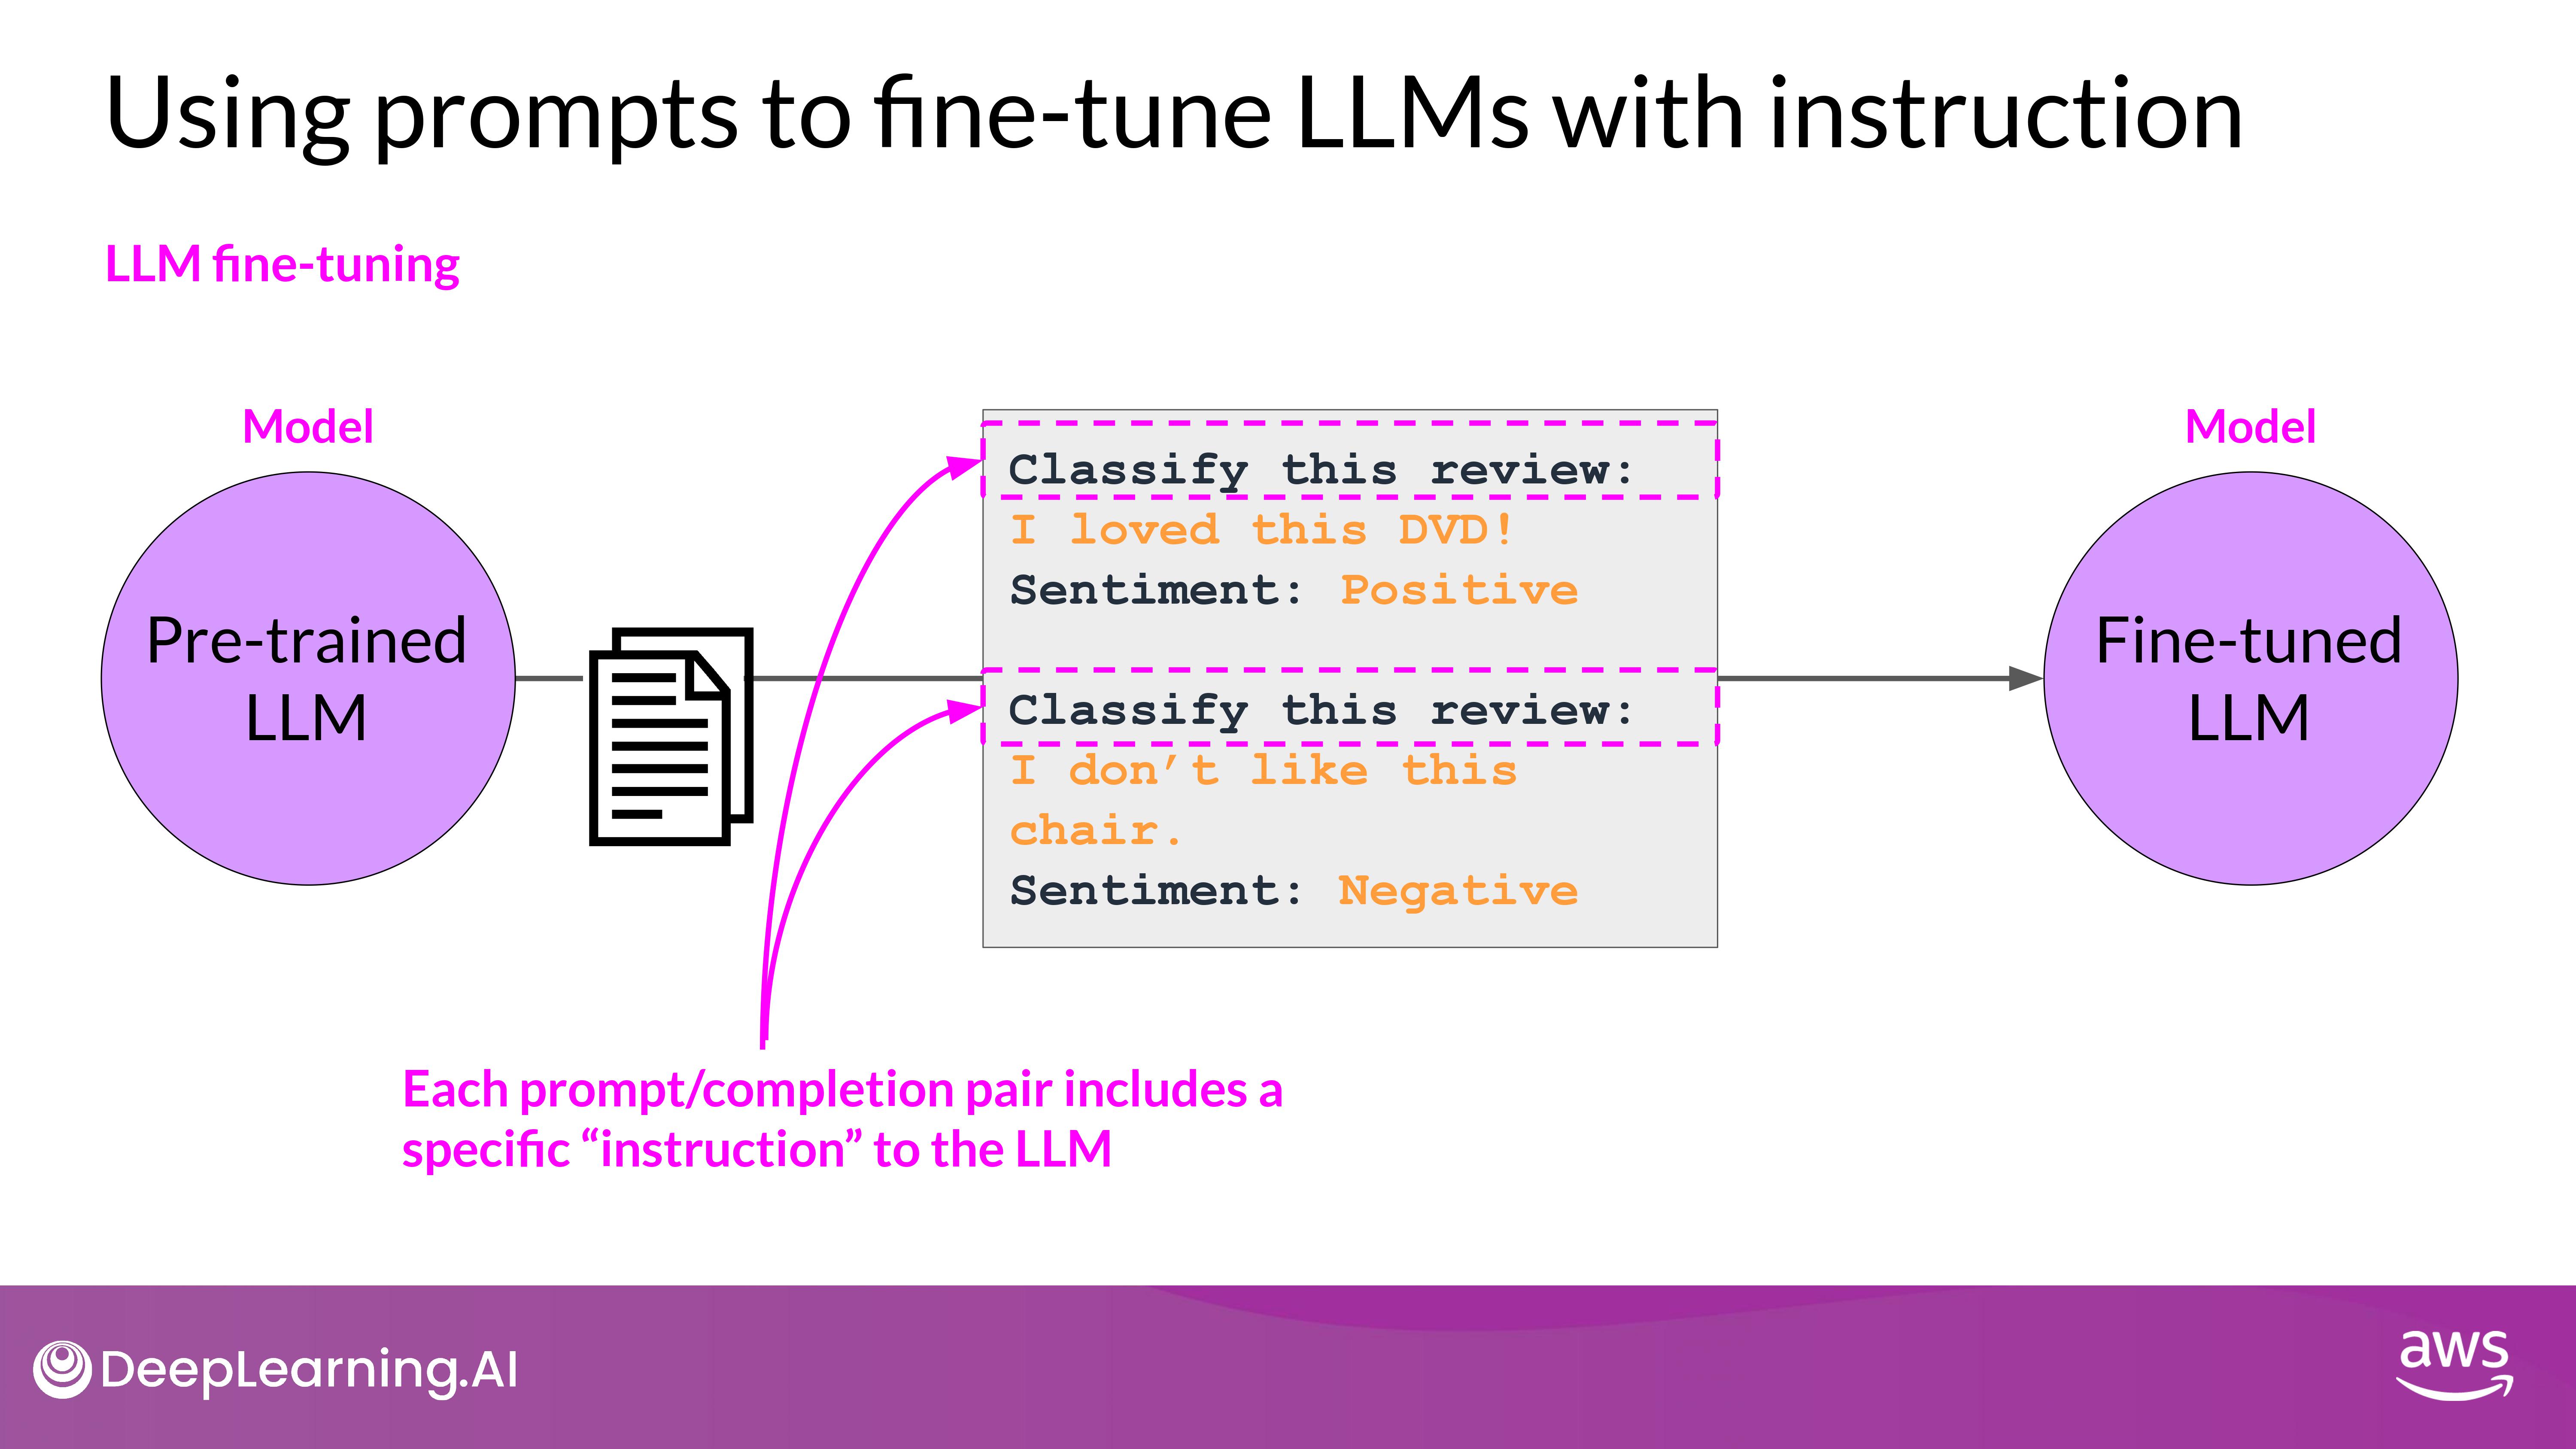 Using prompts to fine-tune LLMs with instruction
LLM fine-tuning
Model
Pre-trained
LLM
Classify this review:
I loved this DVD!
Sentiment: Positive
Classify this review:
I don’t like this
chair.
Sentiment: Negative
Model
Fine-tuned
LLM
Each prompt/completion pair includes a
specific “instruction” to the LLM
DeepLearning.AI
aws